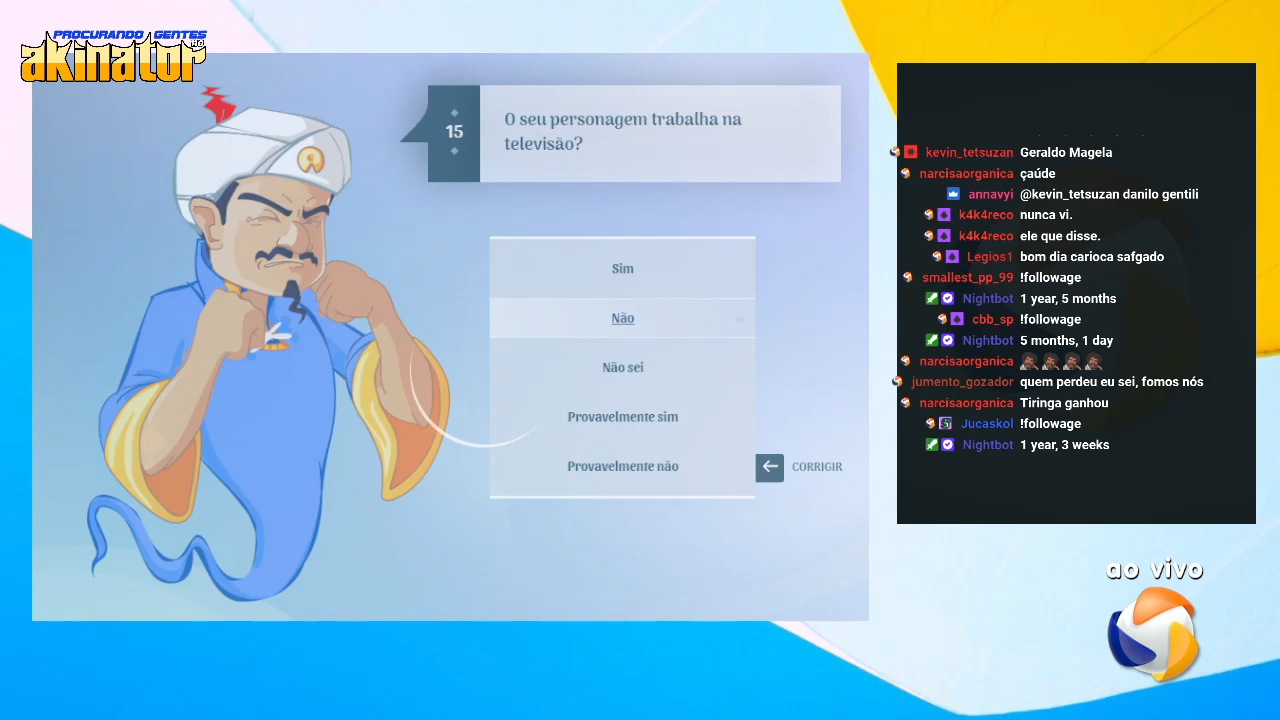 PROCURANDO GENTES
NO
akinator
15
O seu personagem trabalha na
televisão?
Sim
Não
Não sei
Provavelmente sim
Provavelmente não
CORRIGIR
kevin_tetsuzan Geraldo Magela
narcisaorganica çaúde
annavyi @kevin_tetsuzan danilo gentili
k4k4reco nunca vi.
k4k4reco ele que disse.
Legios1 bom dia carioca safgado
smallest_pp_99 !followage
Nightbot 1 year, 5 months
cbb_sp !followage
Nightbot 5 months, 1 day
narcisaorganica
jumento_gozador quem perdeu eu sei, fomos nós
narcisaorganica Tiringa ganhou
Jucaskol !followage
Nightbot 1 year, 3 weeks
ao vivo